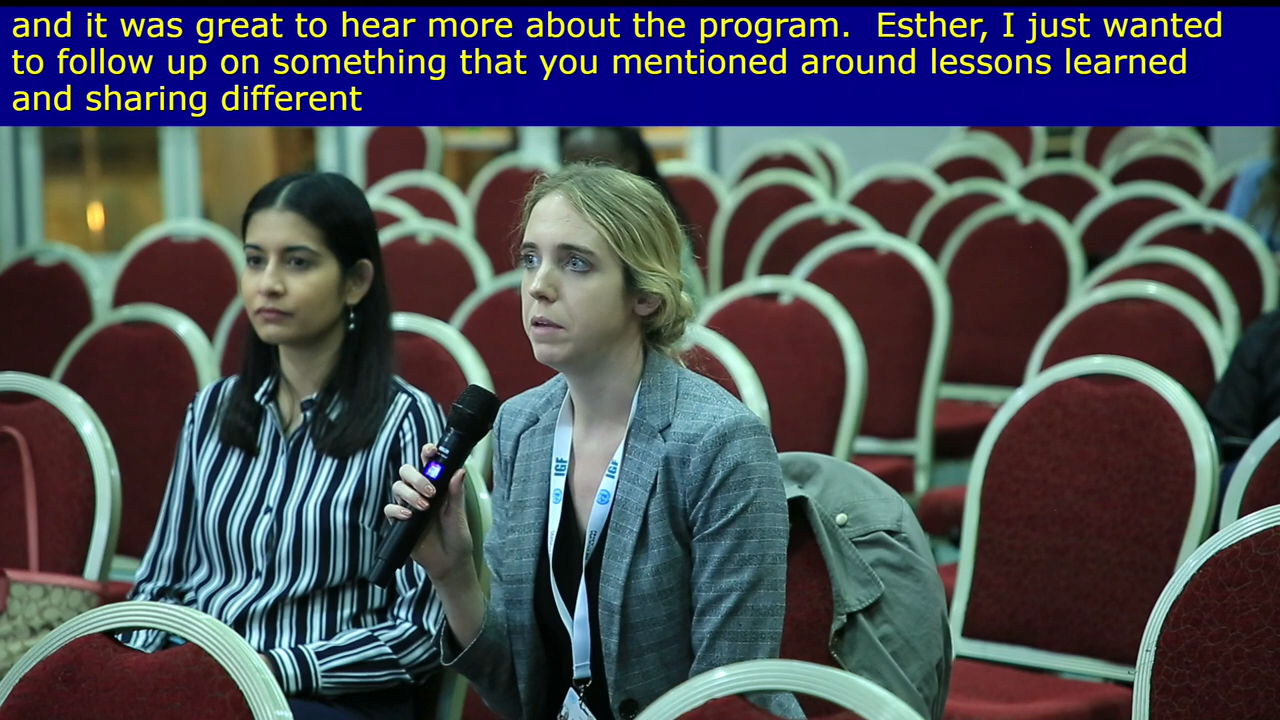 and it was great to hear more about the program.  Esther, I just wanted
to follow up on something that you mentioned around lessons learned
and sharing different
IGF
IGF